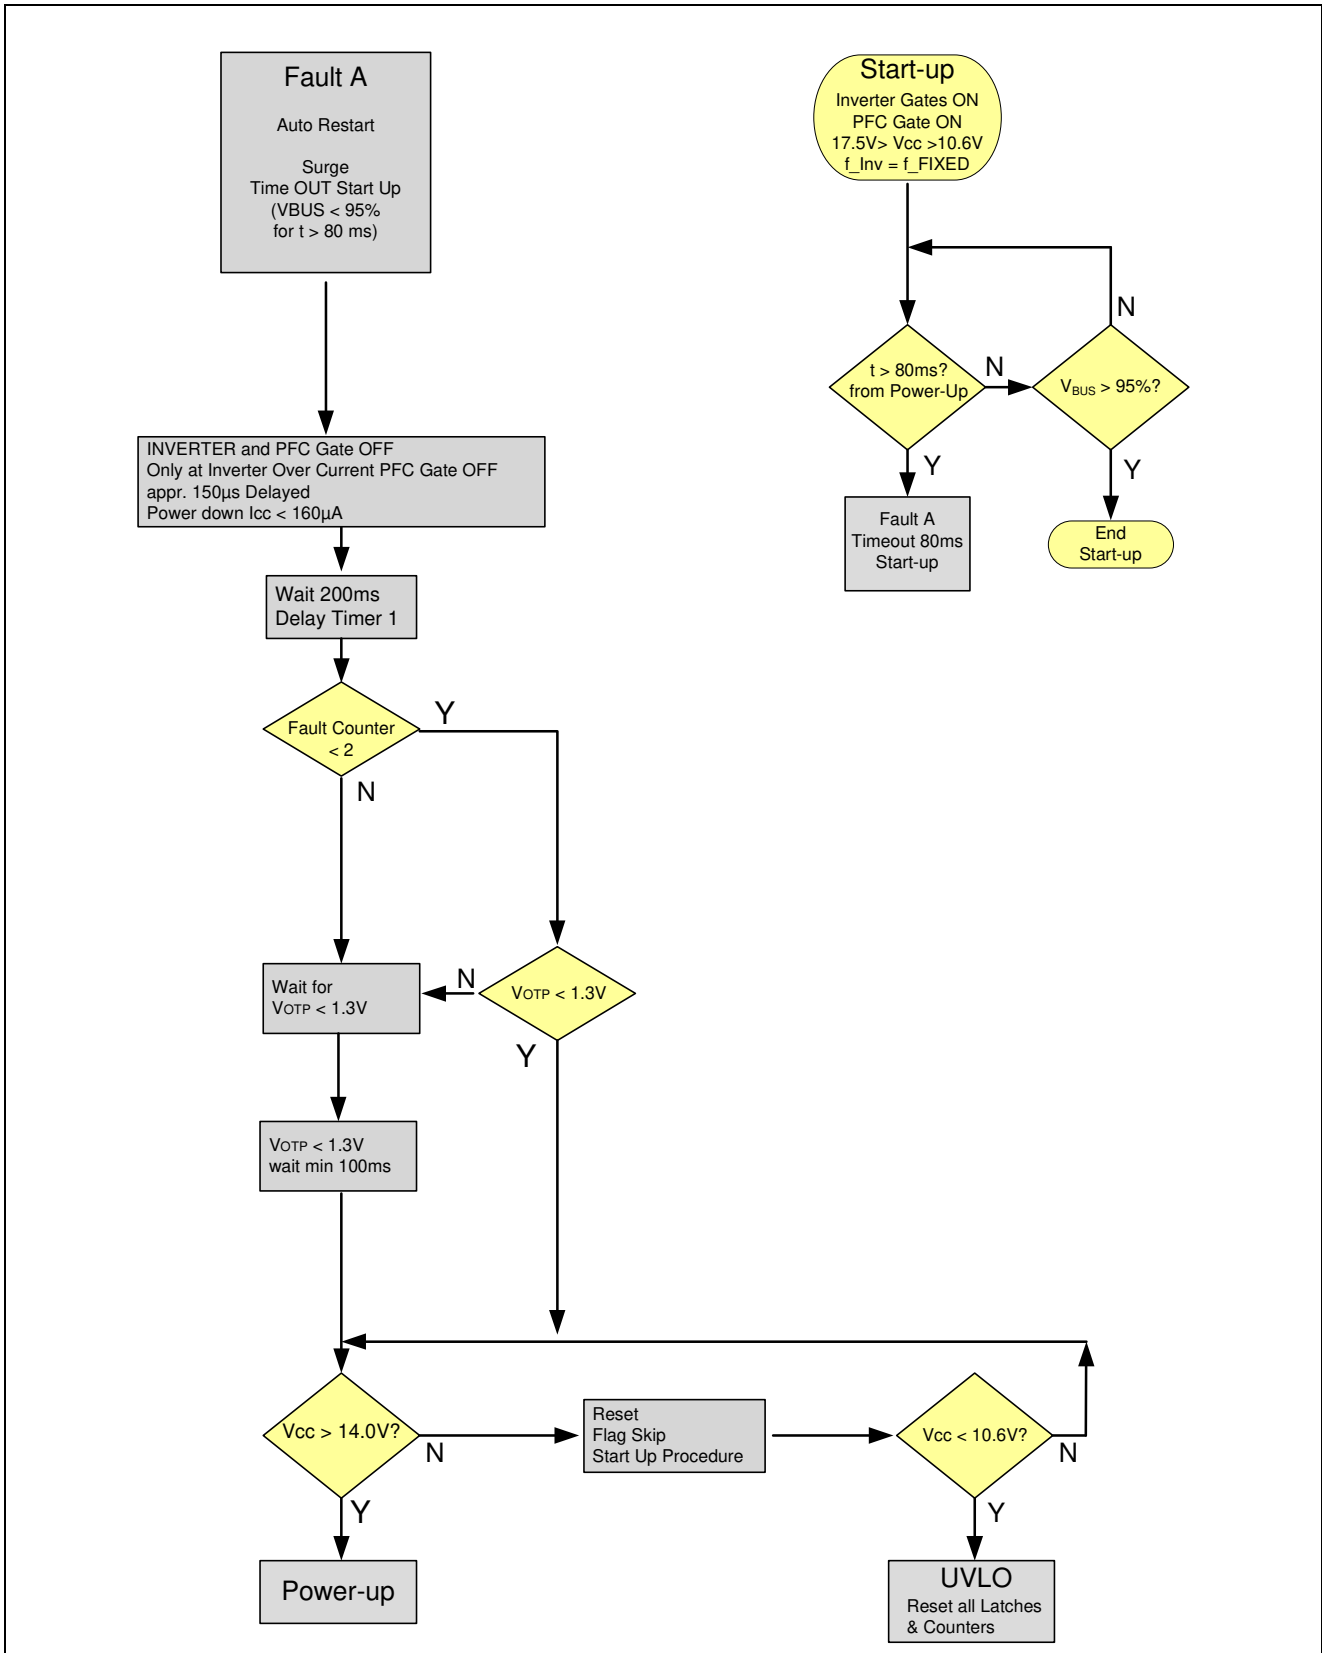 Fault A
Auto Restart
Surge
Time OUT Start Up
(VBUS < 95%
for t > 80 ms)
INVERTER and PFC Gate OFF
Only at Inverter Over Current PFC Gate OFF
appr. 150µs Delayed
Power down Icc < 160µA
Wait 200ms
Delay Timer 1
Fault Counter
< 2
Y
N
Wait for
VOTP < 1.3V
N
VOTP < 1.3V
Y
VOTP < 1.3V
wait min 100ms
Vcc > 14.0V?
N
Y
Reset
Flag Skip
Start Up Procedure
Vcc < 10.6V?
N
Y
Power-up
UVLO
Reset all Latches
& Counters
Start-up
Inverter Gates ON
PFC Gate ON
17.5V> Vcc >10.6V
f_Inv = f_FIXED
t > 80ms?
from Power-Up
N
Y
VBUS > 95%?
N
Y
Fault A
Timeout 80ms
Start-up
End
Start-up